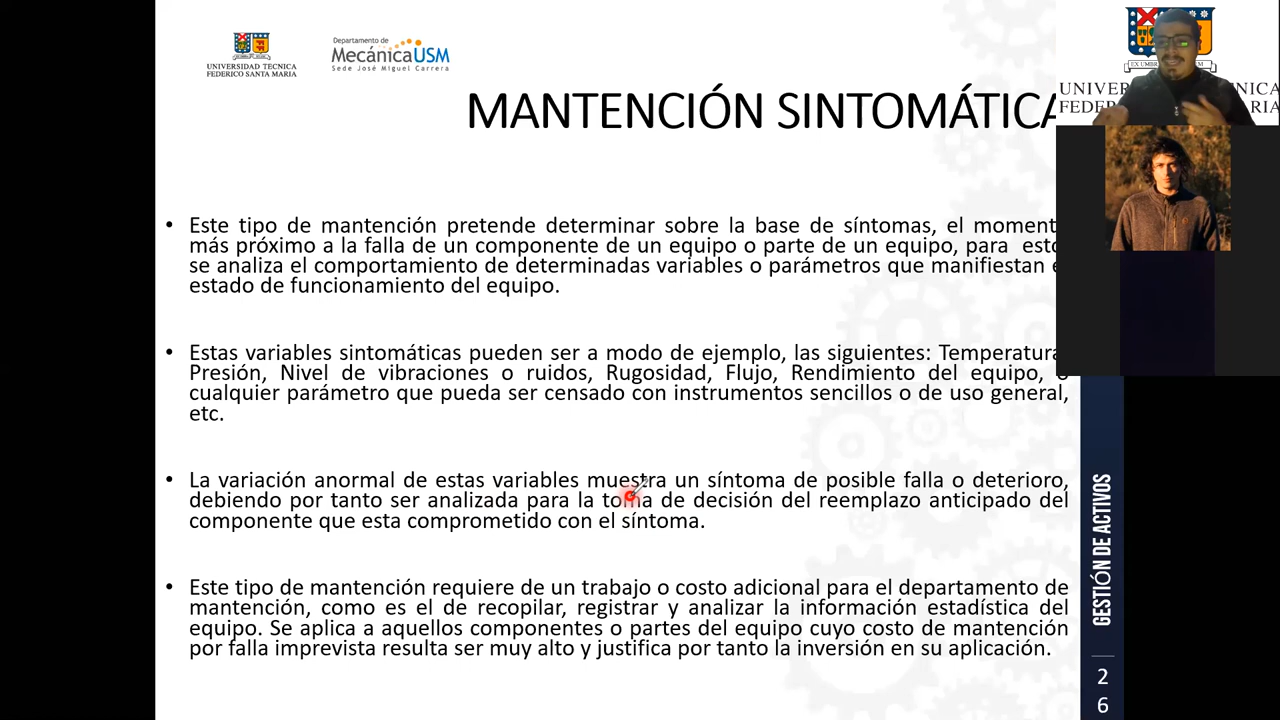 UNIVERSIDAD TECNICA
FEDERICO SANTA MARIA
Departamento de
MecánicaUSM
Sede José Miguel Carrera
MANTENCIÓN SINTOMÁTICA
• Este tipo de mantención pretende determinar sobre la base de síntomas, el moment
más próximo a la falla de un componente de un equipo o parte de un equipo, para est
se analiza el comportamiento de determinadas variables o parámetros que manifiestan e
estado de funcionamiento del equipo.
• Estas variables sintomáticas pueden ser a modo de ejemplo, las siguientes: Temperatura
Presión, Nivel de vibraciones o ruidos, Rugosidad, Flujo, Rendimiento del equipo, o
cualquier parámetro que pueda ser censado con instrumentos sencillos o de uso general,
etc.
• La variación anormal de estas variables muestra un síntoma de posible falla o deterioro,
debiendo por tanto ser analizada para la toma de decisión del reemplazo anticipado del
componente que esta comprometido con el síntoma.
• Este tipo de mantención requiere de un trabajo o costo adicional para el departamento de
mantención, como es el de recopilar, registrar y analizar la información estadística del
equipo. Se aplica a aquellos componentes o partes del equipo cuyo costo de mantención
por falla imprevista resulta ser muy alto y justifica por tanto la inversión en su aplicación.
GESTIÓN DE ACTIVOS
2
6
EX UMB
M
UNIVER
NICA
FEDER
MARIA